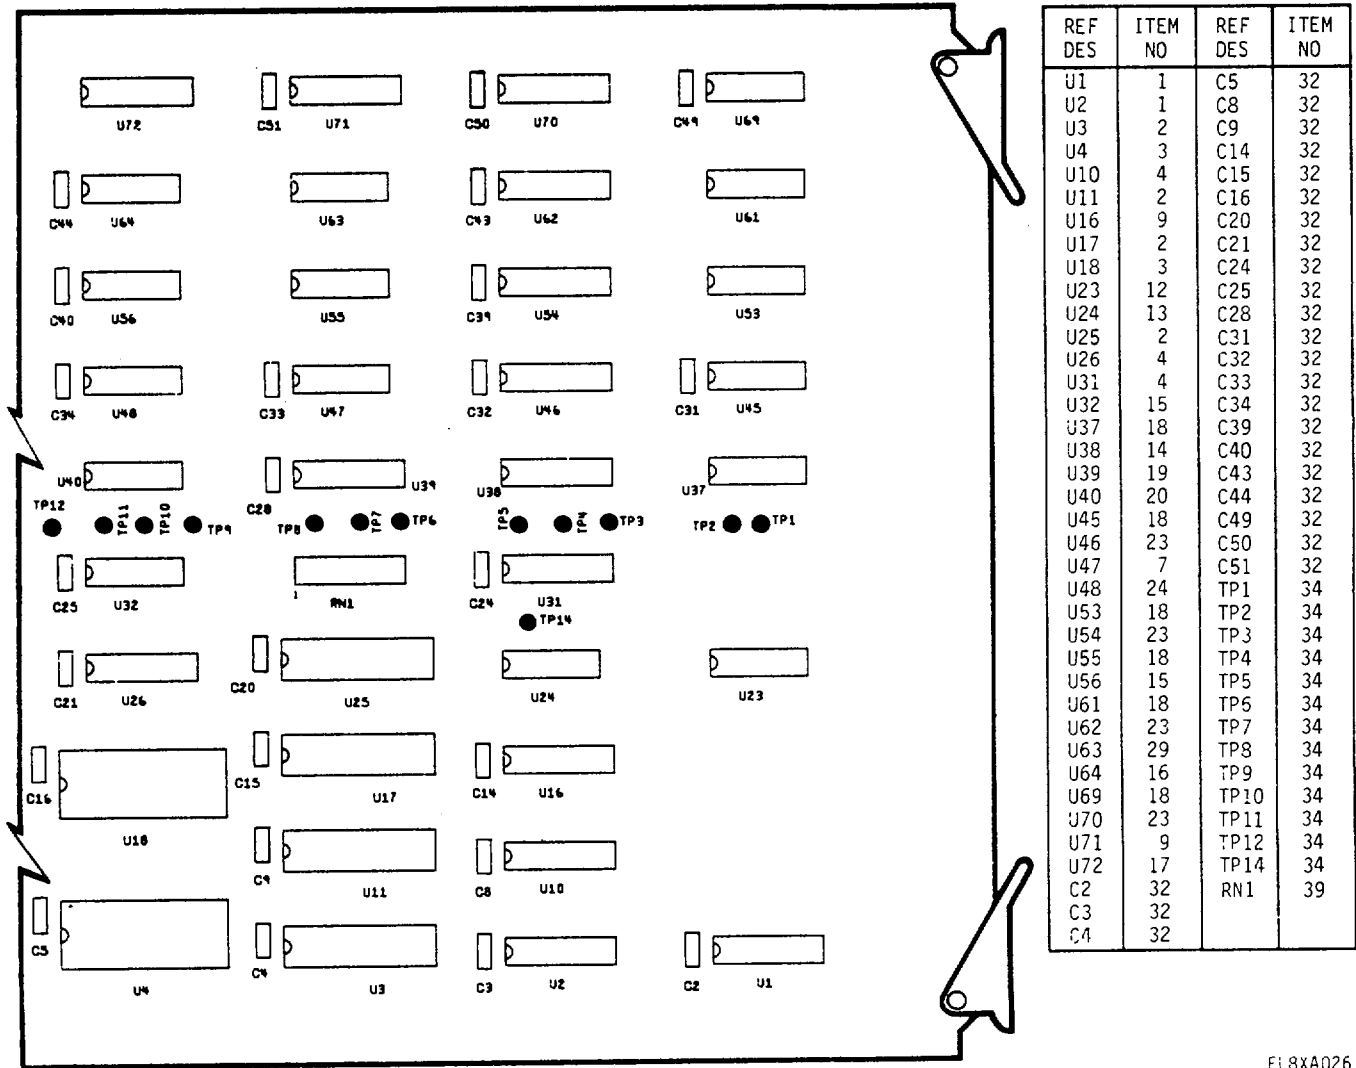 U72 C51 U71 C50 U70 C49 U69
C44 U64 U63 C43 U62 U61
C40 U56 U55 C39 U54 U53
C34 U48 C33 U47 C32 U46 C31 U45
U40 C28 U39 U38 U37
TP12 TP11 TP10 TP9 TP8 TP7 TP6 TP5 TP4 TP3 TP2 TP1
C25 U32 1 RN1 C24 U31
TP14
C21 U26 C20 U25 U24 U23
C16 U18 C15 U17 C14 U16
C9 U11 C8 U10
C5 U4 C4 U3 C3 U2 C2 U1
REF ITEM REF ITEM
DES NO DES NO
U1 1 C5 32
U2 1 C8 32
U3 2 C9 32
U4 3 C14 32
U10 4 C15 32
U11 2 C16 32
U16 9 C20 32
U17 2 C21 32
U18 3 C24 32
U23 12 C25 32
U24 13 C28 32
U25 2 C31 32
U26 4 C32 32
U31 4 C33 32
U32 15 C34 32
U37 18 C39 32
U38 14 C40 32
U39 19 C43 32
U40 20 C44 32
U45 18 C49 32
U46 23 C50 32
U47 7 C51 32
U48 24 TP1 34
U53 18 TP2 34
U54 23 TP3 34
U55 18 TP4 34
U56 15 TP5 34
U61 18 TP6 34
U62 23 TP7 34
U63 29 TP8 34
U64 16 TP9 34
U69 18 TP10 34
U70 23 TP11 34
U71 9 TP12 34
U72 17 TP14 34
C2 32 RN1 39
C3 32
C4 32
EL8XA026